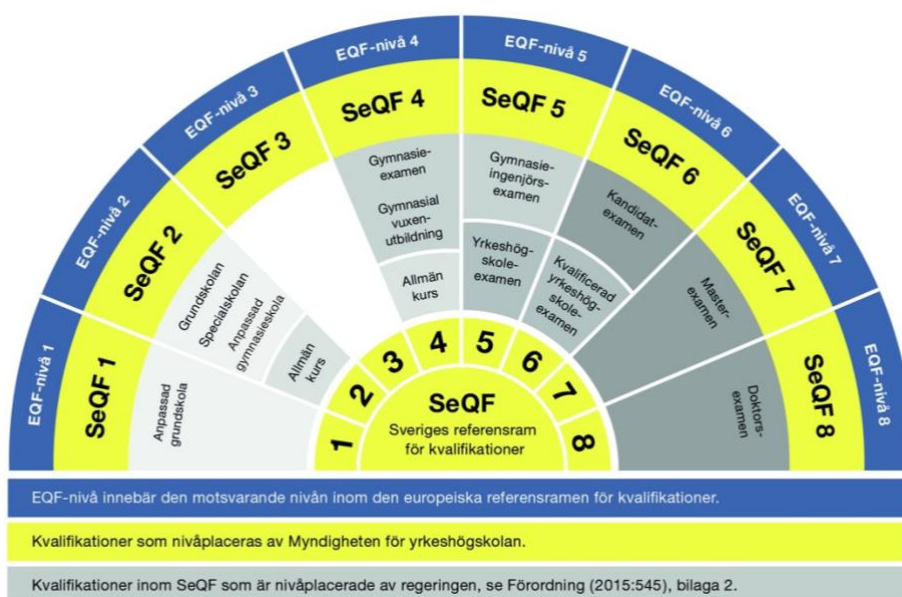 EQF-nivå 1
EQF-nivå 2
EQF-nivå 3
EQF-nivå 4
EQF-nivå 5
EQF-nivå 6
EQF-nivå 7
EQF-nivå 8
SeQF 1
SeQF 2
SeQF 3
SeQF 4
SeQF 5
SeQF 6
SeQF 7
SeQF 8
Anpassad
grundskola
Grundskolan
Specialskolan
Anpassad
gymnasieskola
Allmän
kurs
Gymnasie-
examen
Gymnasial
vuxen-
utbildning
Allmän
kurs
Gymnasie-
ingenjörs-
examen
Yrkeshög-
skole-
examen
Kandidat-
examen
Kvalificerad
yrkeshög-
skole-
examen
Master-
examen
Doktors-
examen
1
2
3
4
5
6
7
8
SeQF
Sveriges referensram
för kvalifikationer
EQF-nivå innebär den motsvarande nivån inom den europeiska referensramen för kvalifikationer.
Kvalifikationer som nivåplaceras av Myndigheten för yrkeshögskolan.
Kvalifikationer inom SeQF som är nivåplacerade av regeringen, se Förordning (2015:545), bilaga 2.